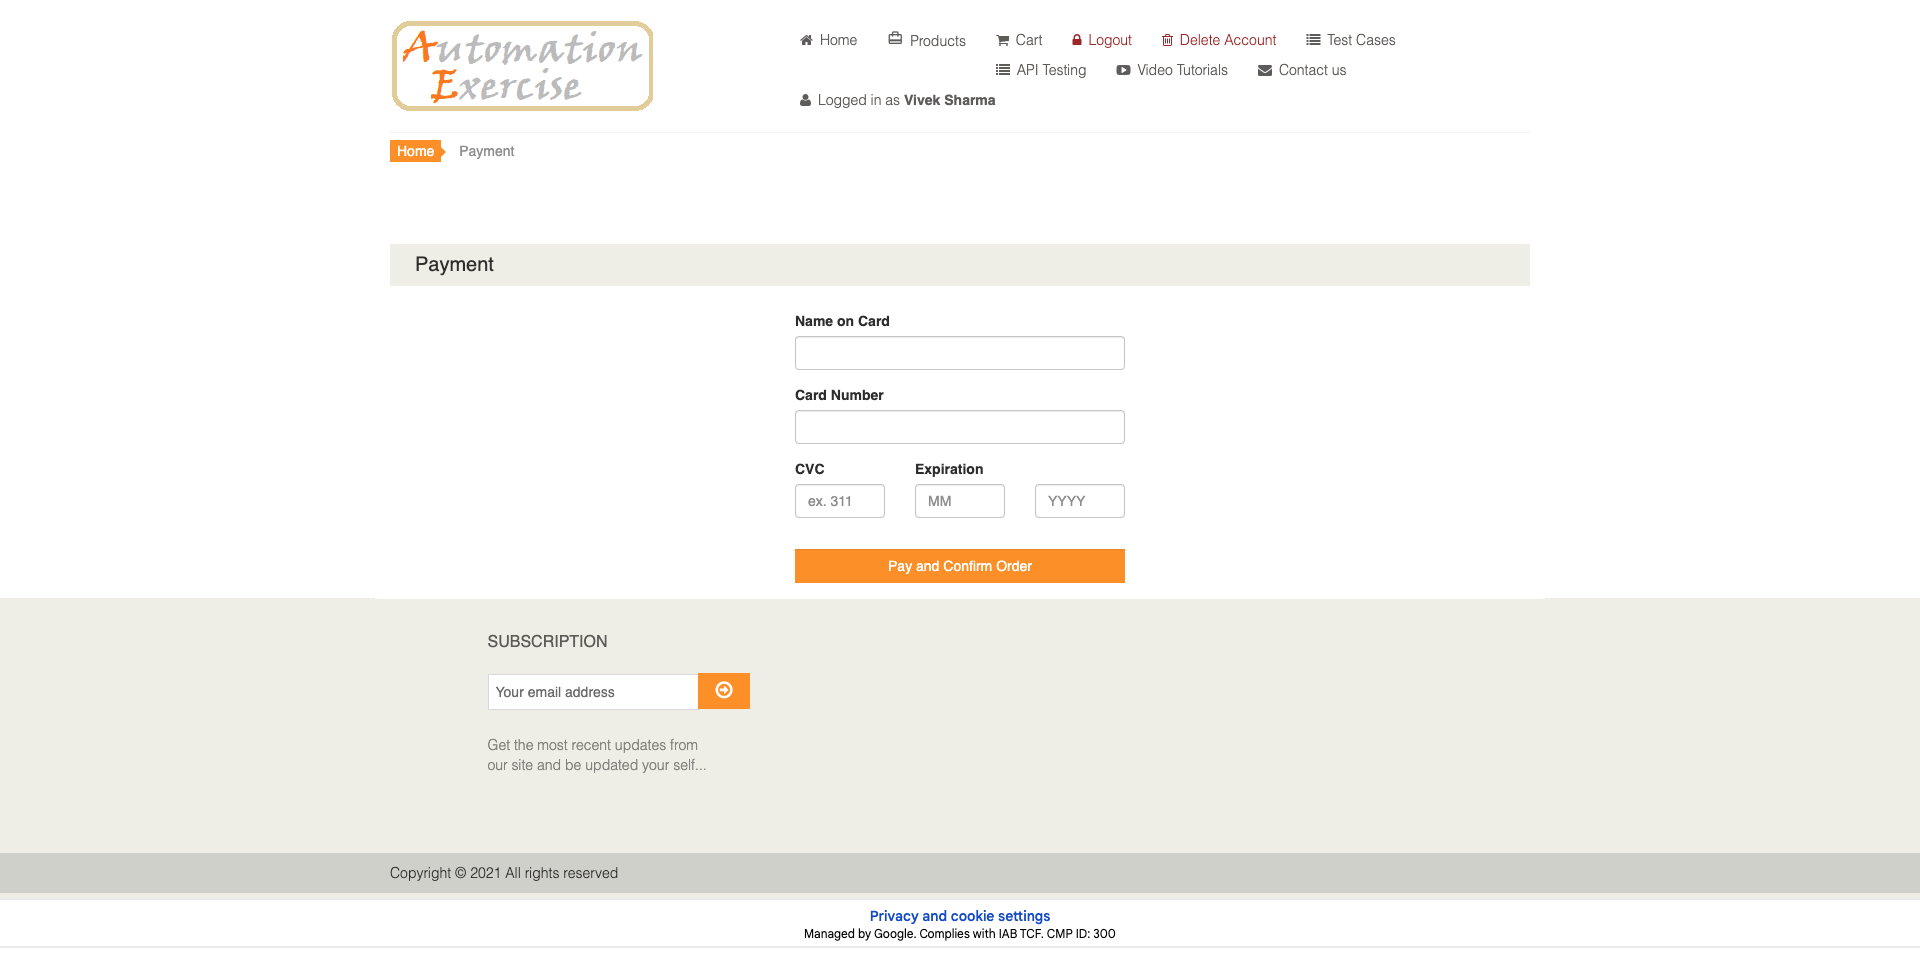 Automation
Exercise
Home Products Cart Logout Delete Account Test Cases
API Testing Video Tutorials Contact us
Logged in as Vivek Sharma
Home Payment
Payment
Name on Card
Card Number
CVC Expiration
ex. 311 MM YYYY
Pay and Confirm Order
SUBSCRIPTION
Your email address
Get the most recent updates from
our site and be updated your self...
Copyright © 2021 All rights reserved
Privacy and cookie settings
Managed by Google. Complies with IAB TCF. CMP ID: 300